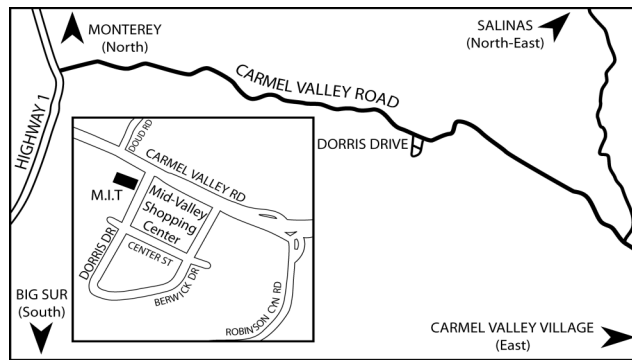 MONTEREY
(North)
SALINAS
(North-East)
HIGHWAY 1
CARMEL VALLEY ROAD
DORRIS DRIVE
DOUD RD
CARMEL VALLEY RD
M.I.T
Mid-Valley
Shopping
Center
DORRIS DR
CENTER ST
BERWICK DR
ROBINSON CYN RD
BIG SUR
(South)
CARMEL VALLEY VILLAGE
(East)